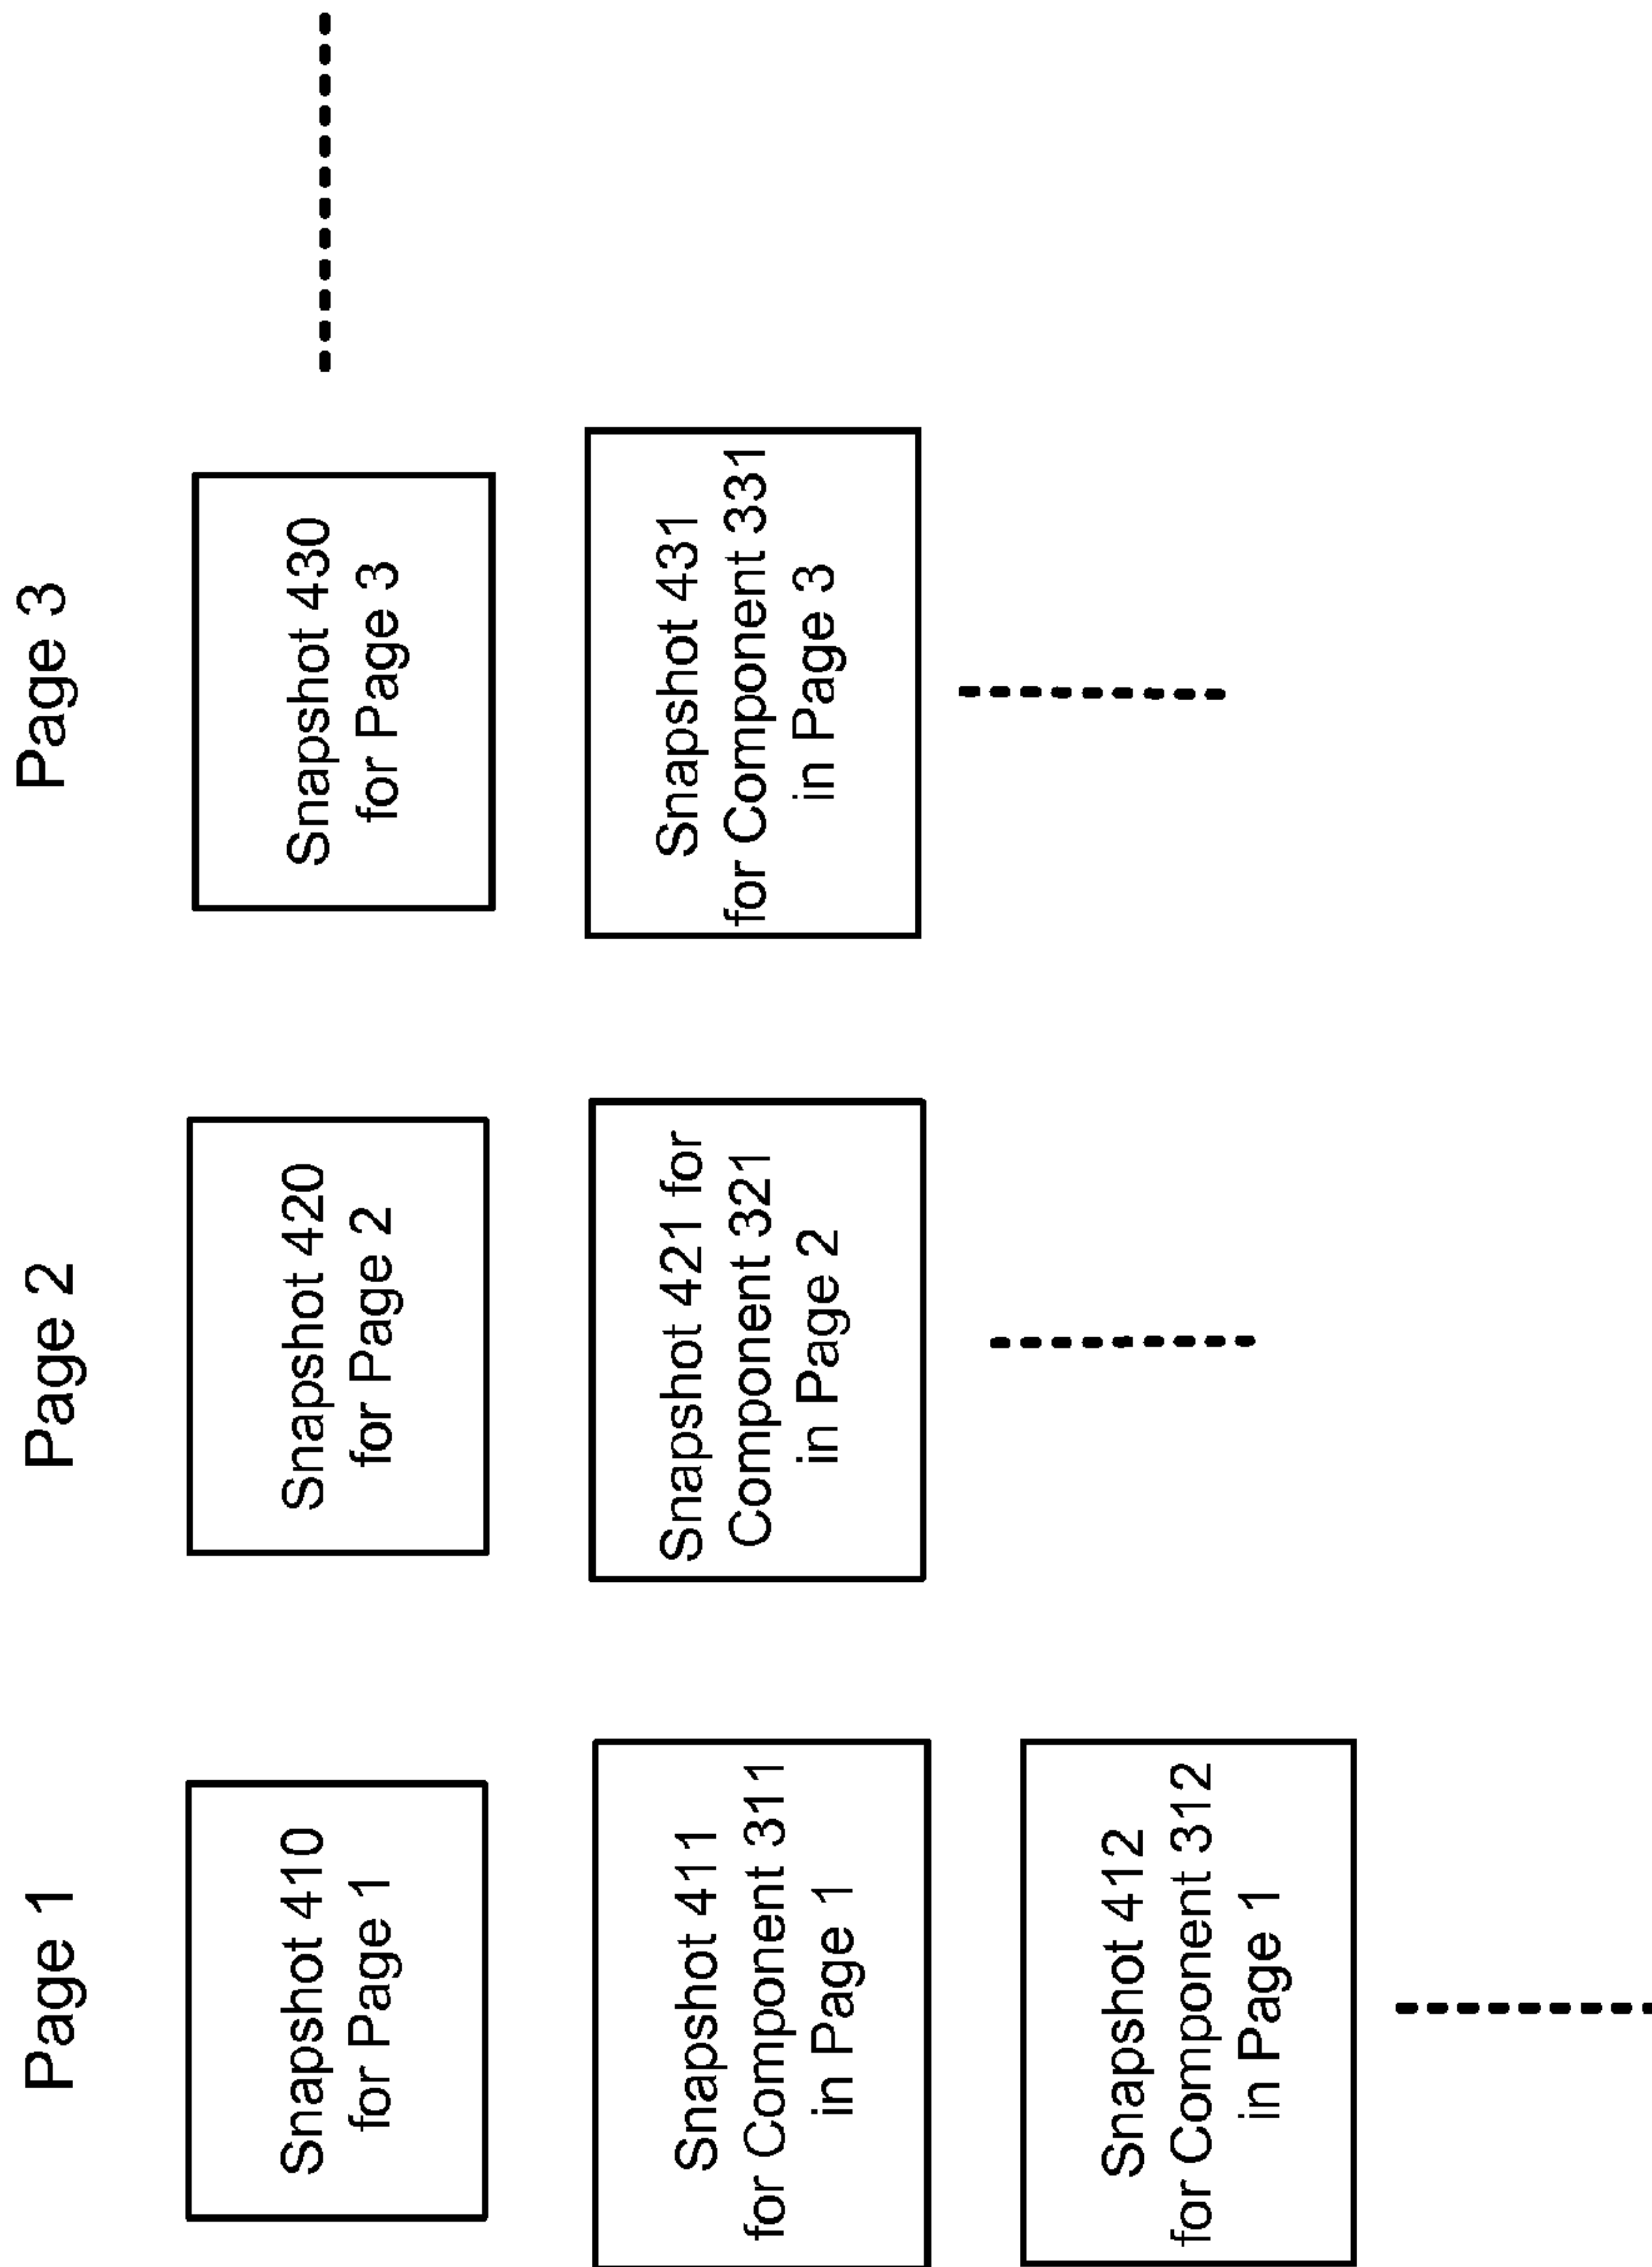 Page 1
Page 2
Page 3
Snapshot 410
for Page 1
Snapshot 420
for Page 2
Snapshot 430
for Page 3
Snapshot 411
for Component 311
in Page 1
Snapshot 421 for
Component 321
in Page 2
Snapshot 431
for Component 331
in Page 3
Snapshot 412
for Component 312
in Page 1